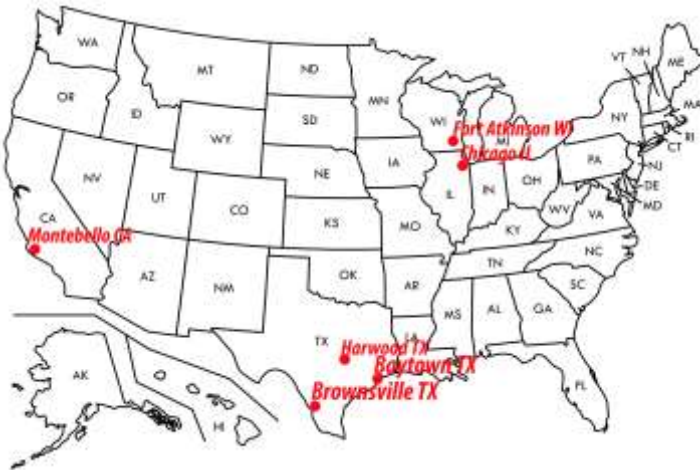 WA
MT
ND
MN
VT
NH
ME
OR
ID
SD
WI
Fort Atkinson WI
MI
NY
MA
WY
Chicago IL
RI
CT
NV
NE
IA
PA
NJ
UT
IL
IN
OH
DE
CA
CO
WV
MD
Montebello CA
KS
MO
KY
VA
AZ
NM
OK
TN
NC
AR
SC
MS
AL
GA
TX
LA
Harwood TX
Baytown TX
AK
Brownsville TX
FL
HI